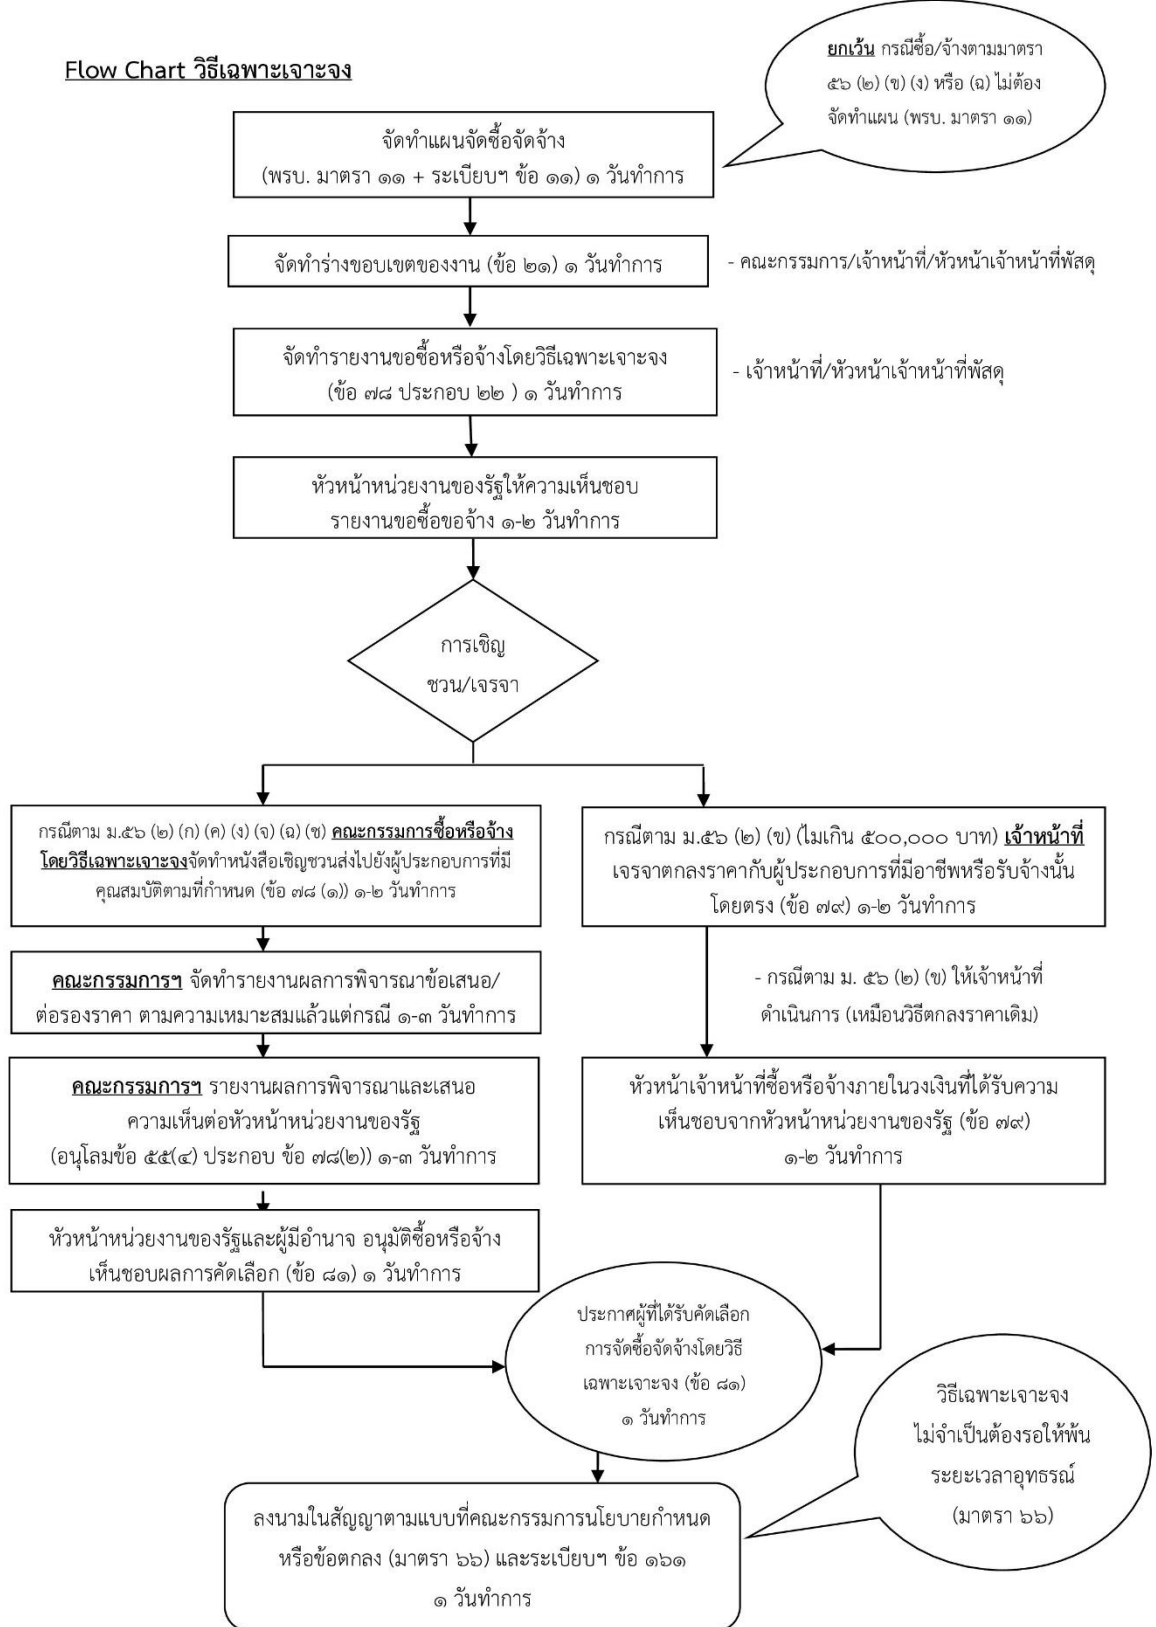 Flow Chart วิธีเฉพาะเจาะจง
ยกเว้น กรณีซื้อ/จ้างตามมาตรา
๕๖ (๒) (ข) (ง) หรือ (ฉ) ไม่ต้อง
จัดทำแผน (พรบ. มาตรา ๑๑)
จัดทำแผนจัดซื้อจัดจ้าง
(พรบ. มาตรา ๑๑ + ระเบียบฯ ข้อ ๑๑) ๑ วันทำการ
จัดทำร่างขอบเขตของงาน (ข้อ ๒๑) ๑ วันทำการ
- คณะกรรมการ/เจ้าหน้าที่/หัวหน้าเจ้าหน้าที่พัสดุ
จัดทำรายงานขอซื้อหรือจ้างโดยวิธีเฉพาะเจาะจง
(ข้อ ๗๘ ประกอบ ๒๒ ) ๑ วันทำการ
- เจ้าหน้าที่/หัวหน้าเจ้าหน้าที่พัสดุ
หัวหน้าหน่วยงานของรัฐให้ความเห็นชอบ
รายงานขอซื้อขอจ้าง ๑-๒ วันทำการ
การเชิญ
ชวน/เจรจา
กรณีตาม ม.๕๖ (๒) (ก) (ค) (ง) (จ) (ฉ) (ช) คณะกรรมการซื้อหรือจ้าง
โดยวิธีเฉพาะเจาะจงจัดทำหนังสือเชิญชวนส่งไปยังผู้ประกอบการที่มี
คุณสมบัติตามที่กำหนด (ข้อ ๗๘ (๑)) ๑-๒ วันทำการ
คณะกรรมการฯ จัดทำรายงานผลการพิจารณาข้อเสนอ/
ต่อรองราคา ตามความเหมาะสมแล้วแต่กรณี ๑-๓ วันทำการ
คณะกรรมการฯ รายงานผลการพิจารณาและเสนอ
ความเห็นต่อหัวหน้าหน่วยงานของรัฐ
(อนุโลมข้อ ๕๕(๔) ประกอบ ข้อ ๗๘(๒)) ๑-๓ วันทำการ
หัวหน้าหน่วยงานของรัฐและผู้มีอำนาจ อนุมัติซื้อหรือจ้าง
เห็นชอบผลการคัดเลือก (ข้อ ๘๑) ๑ วันทำการ
กรณีตาม ม.๕๖ (๒) (ข) (ไมเกิน ๕๐๐,๐๐๐ บาท) เจ้าหน้าที่
เจรจาตกลงราคากับผู้ประกอบการที่มีอาชีพหรือรับจ้างนั้น
โดยตรง (ข้อ ๗๙) ๑-๒ วันทำการ
- กรณีตาม ม. ๕๖ (๒) (ข) ให้เจ้าหน้าที่
ดำเนินการ (เหมือนวิธีตกลงราคาเดิม)
หัวหน้าเจ้าหน้าที่ซื้อหรือจ้างภายในวงเงินที่ได้รับความ
เห็นชอบจากหัวหน้าหน่วยงานของรัฐ (ข้อ ๗๙)
๑-๒ วันทำการ
ประกาศผู้ที่ได้รับคัดเลือก
การจัดซื้อจัดจ้างโดยวิธี
เฉพาะเจาะจง (ข้อ ๘๑)
๑ วันทำการ
วิธีเฉพาะเจาะจง
ไม่จำเป็นต้องรอให้พ้น
ระยะเวลาอุทธรณ์
(มาตรา ๖๖)
ลงนามในสัญญาตามแบบที่คณะกรรมการนโยบายกำหนด
หรือข้อตกลง (มาตรา ๖๖) และระเบียบฯ ข้อ ๑๖๑
๑ วันทำการ